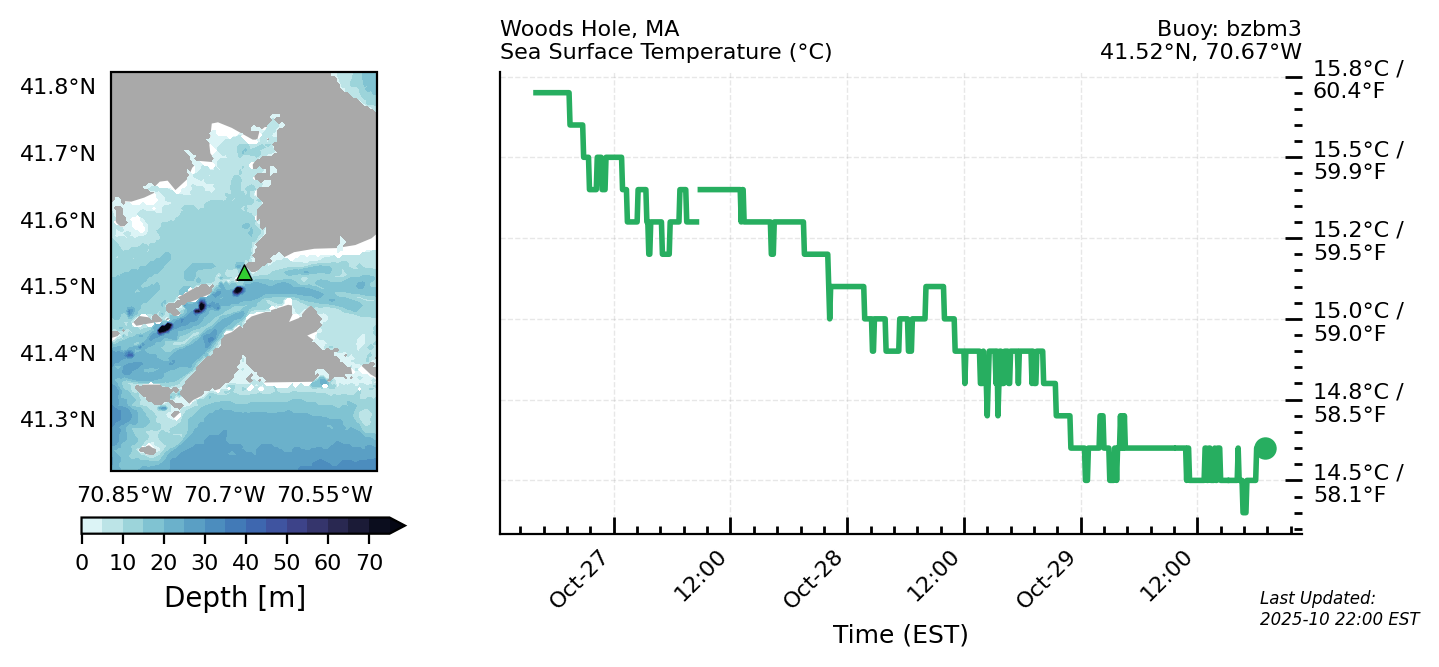 Woods Hole, MA
Sea Surface Temperature (°C)
Buoy: bzbm3
41.52°N, 70.67°W
41.8°N
41.7°N
41.6°N
41.5°N
41.4°N
41.3°N
70.85°W 70.7°W 70.55°W
0 10 20 30 40 50 60 70
Depth [m]
15.8°C /
60.4°F
15.5°C /
59.9°F
15.2°C /
59.5°F
15.0°C /
59.0°F
14.8°C /
58.5°F
14.5°C /
58.1°F
Oct-27
12:00
Oct-28
12:00
Oct-29
12:00
Time (EST)
Last Updated:
2025-10 22:00 EST